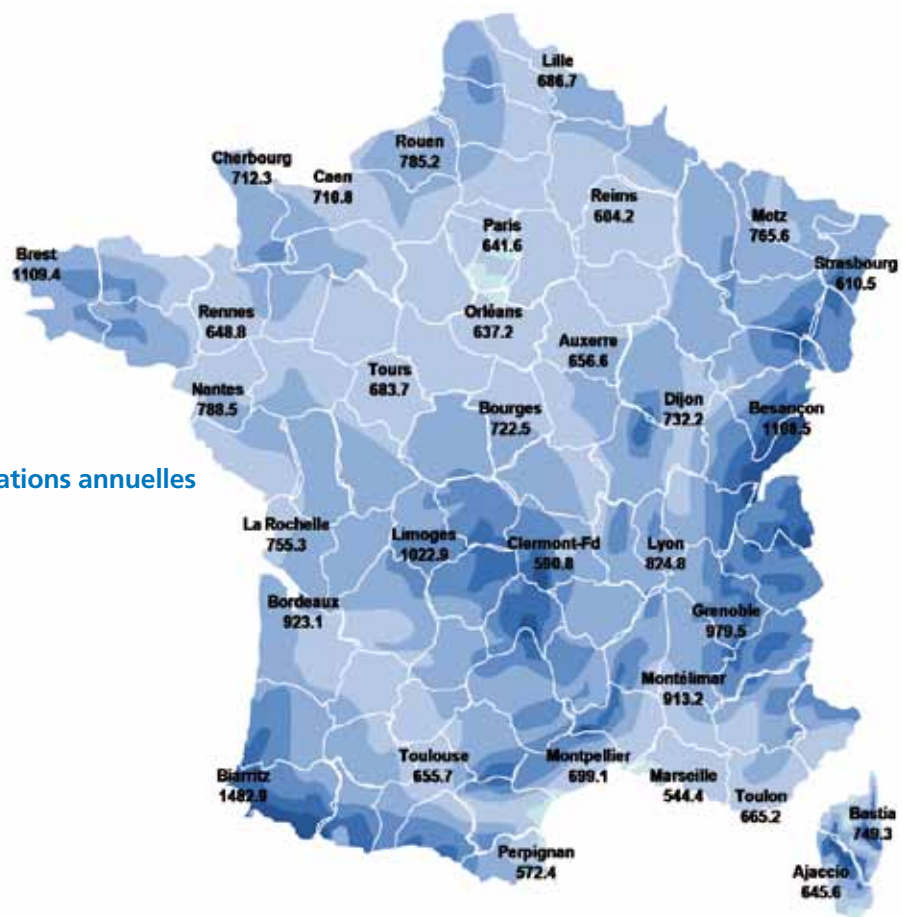 Lille
686.7
Rouen
785.2
Cherbourg
712.3
Caen
710.8
Reims
604.2
Metz
765.6
Paris
641.6
Brest
1109.4
Strasbourg
610.5
Rennes
648.8
Orléans
637.2
Auxerre
656.6
Tours
683.7
Nantes
788.5
Bourges
722.5
Dijon
732.2
Besançon
1108.5
ations annuelles
La Rochelle
755.3
Limoges
1022.9
Clermont-Fd
590.8
Lyon
824.8
Bordeaux
923.1
Grenoble
979.5
Montélimar
913.2
Toulouse
655.7
Montpellier
699.1
Biarritz
1482.9
Marseille
544.4
Toulon
665.2
Bastia
749.3
Perpignan
572.4
Ajaccio
645.6